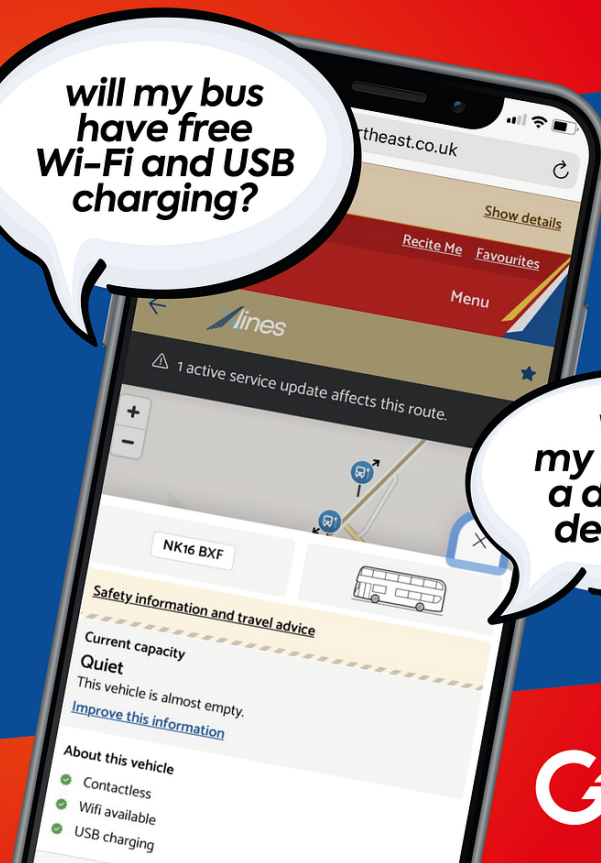 will my bus
have free
Wi-Fi and USB
charging?
rtheast.co.uk
Show details
Recite Me Favourites
Menu
lines
1 active service update affects this route.
+
−
my
a d
de
NK16 BXF
Safety information and travel advice
Current capacity
Quiet
This vehicle is almost empty.
Improve this information
About this vehicle
Contactless
Wifi available
USB charging
G